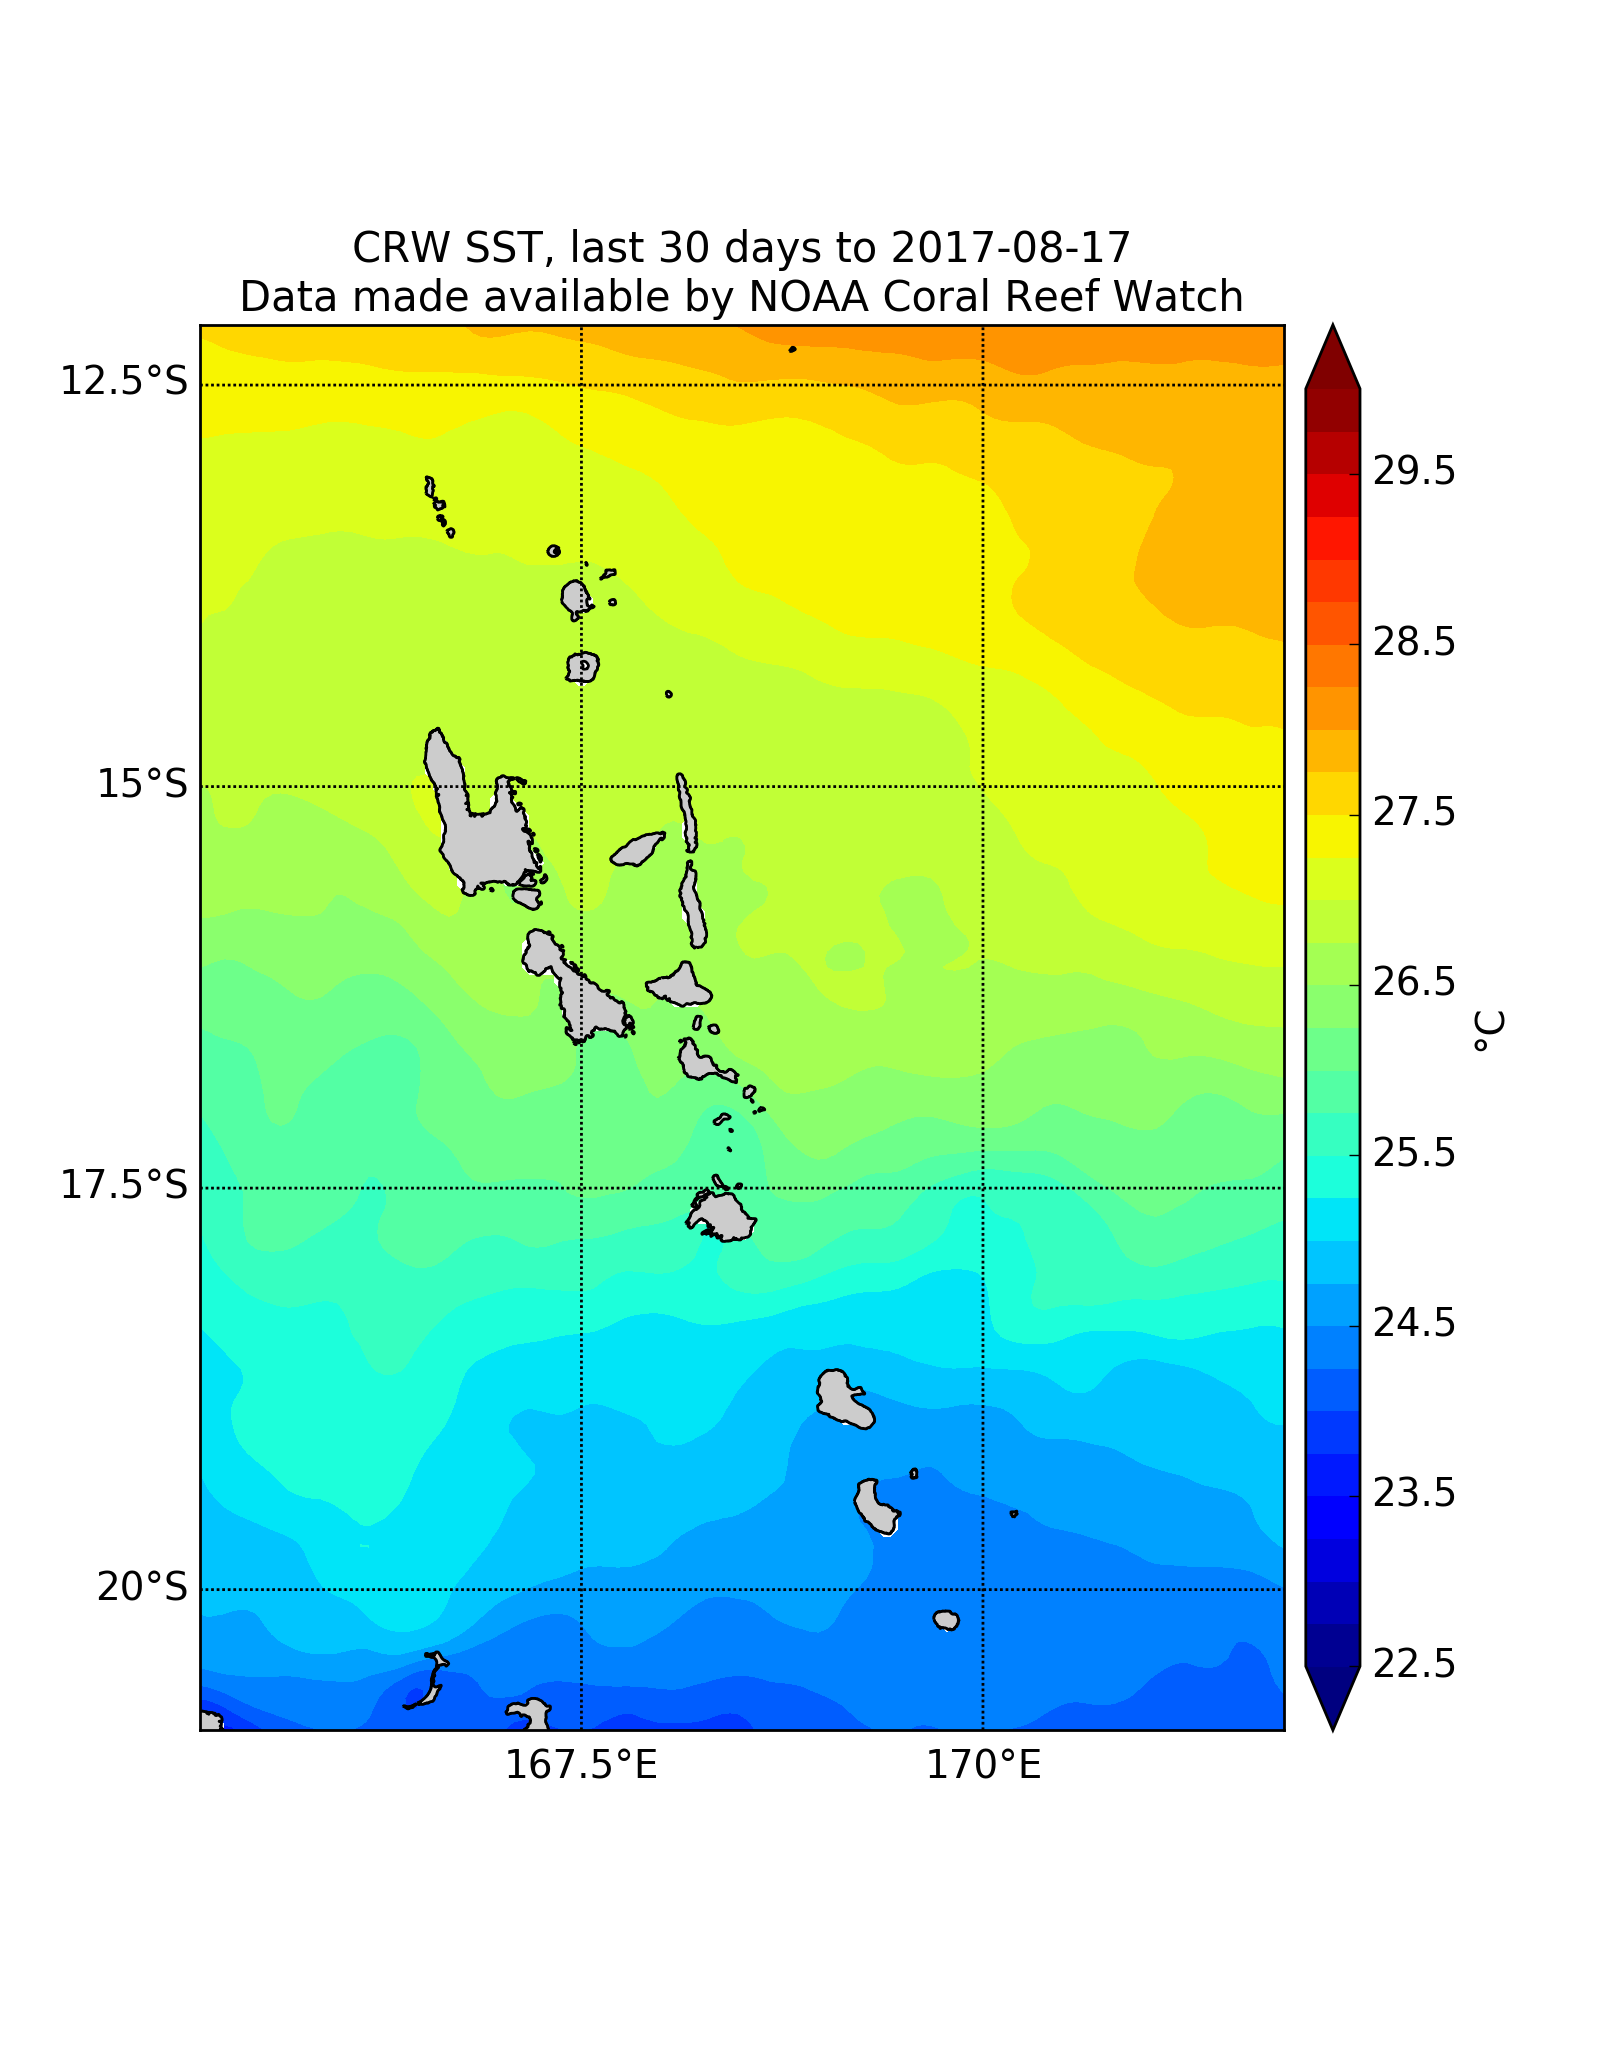 CRW SST, last 30 days to 2017-08-17
Data made available by NOAA Coral Reef Watch
12.5°S
15°S
17.5°S
20°S
167.5°E
170°E
29.5
28.5
27.5
26.5
25.5
24.5
23.5
22.5
°C